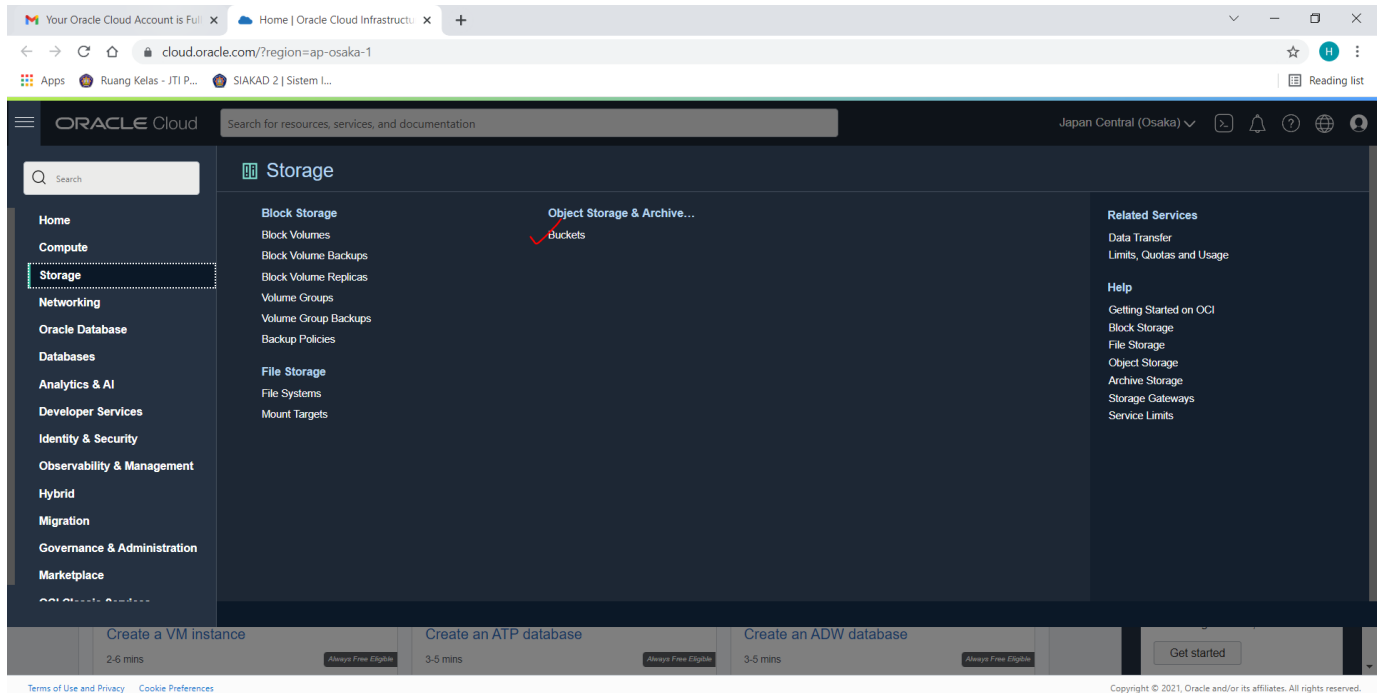 Your Oracle Cloud Account is Full
Home | Oracle Cloud Infrastructu
cloud.oracle.com/?region=ap-osaka-1
H
Apps
Ruang Kelas - JTI P...
SIAKAD 2 | Sistem I...
Reading list
ORACLE Cloud
Search for resources, services, and documentation
Japan Central (Osaka)
Search
Home
Compute
Storage
Networking
Oracle Database
Databases
Analytics & AI
Developer Services
Identity & Security
Observability & Management
Hybrid
Migration
Governance & Administration
Marketplace
Storage
Block Storage
Block Volumes
Block Volume Backups
Block Volume Replicas
Volume Groups
Volume Group Backups
Backup Policies
File Storage
File Systems
Mount Targets
Object Storage & Archive...
Buckets
Related Services
Data Transfer
Limits, Quotas and Usage
Help
Getting Started on OCI
Block Storage
File Storage
Object Storage
Archive Storage
Storage Gateways
Service Limits
Create a VM instance
2-6 mins
Always Free Eligible
Create an ATP database
3-5 mins
Always Free Eligible
Create an ADW database
3-5 mins
Always Free Eligible
Get started
Terms of Use and Privacy
Cookie Preferences
Copyright © 2021, Oracle and/or its affiliates. All rights reserved.